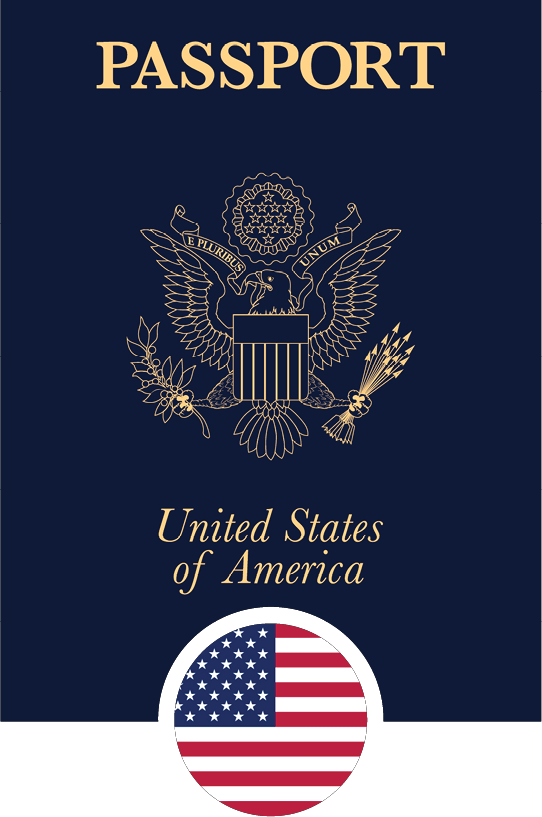 PASSPORT
E PLURIBUS UNUM
United States
of America